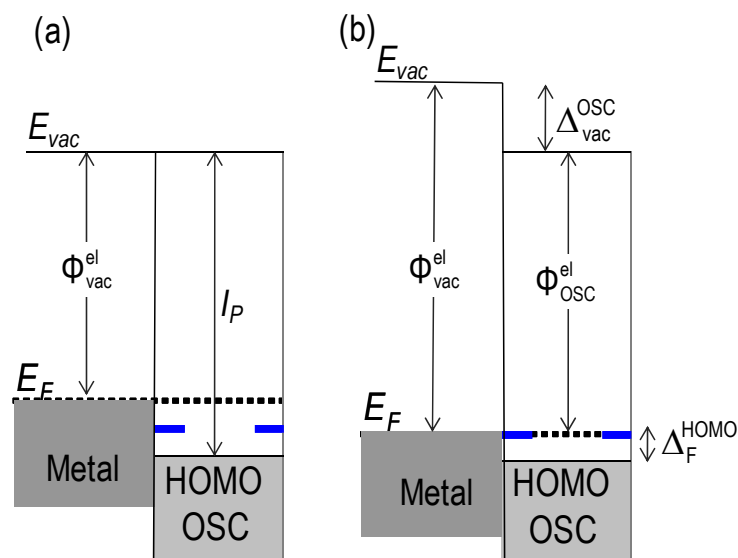 (a)
E_vac
Φ_vac^el
I_P
E_F
Metal
HOMO
OSC
(b)
E_vac
Δ_vac^OSC
Φ_vac^el
Φ_OSC^el
E_F
Δ_F^HOMO
Metal
HOMO
OSC